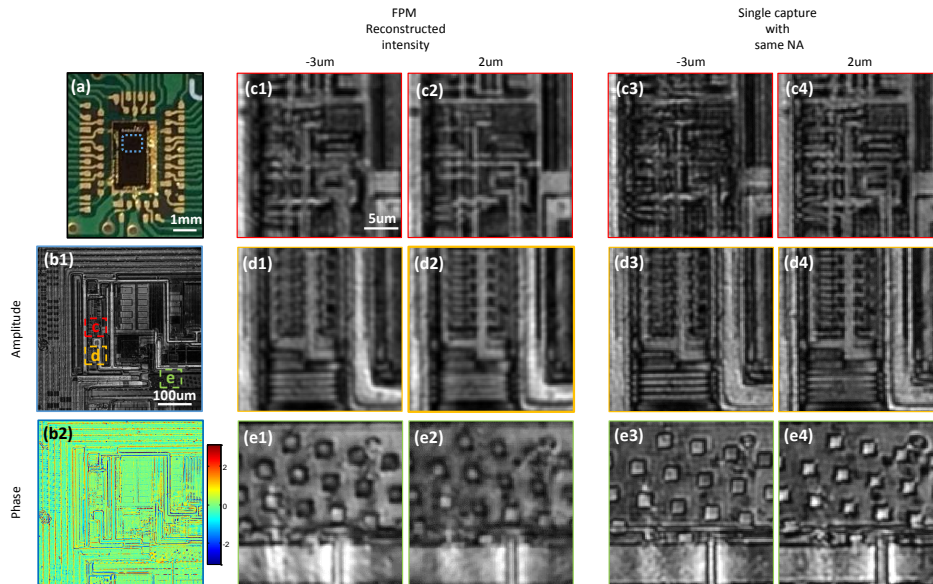 FPM
Reconstructed
intensity
Single capture
with
same NA
-3um
2um
-3um
2um
(a)
1mm
(c1)
5um
(c2)
(c3)
(c4)
Amplitude
(b1)
c
d
e
100um
(d1)
(d2)
(d3)
(d4)
Phase
(b2)
2
0
-2
(e1)
(e2)
(e3)
(e4)